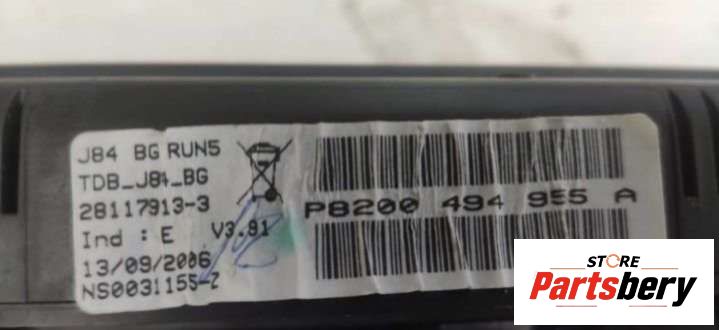 J84 BG RUN5
TDB_J84_BG
28117913-3
Ind : E V3.81
13/09/2006
NS0031155-Z
P8200 494 955 A
STORE
Partsbery